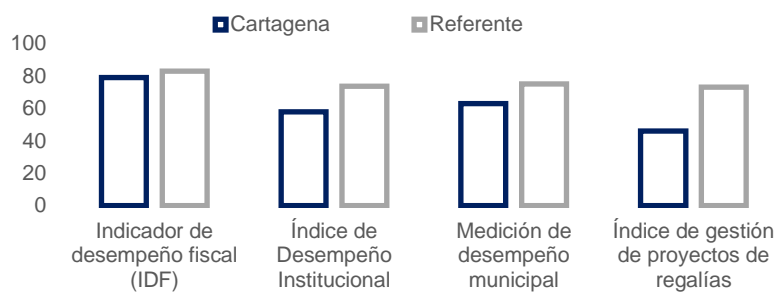 Cartagena Referente
100
80
60
40
20
0
Indicador de
desempeño fiscal
(IDF)
Índice de
Desempeño
Institucional
Medición de
desempeño
municipal
Índice de gestión
de proyectos de
regalías